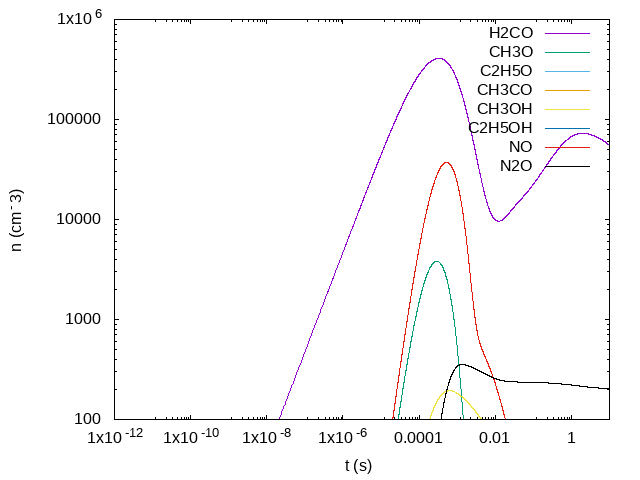 1x10^6
100000
10000
1000
100
n (cm^- 3)
H2CO
CH3O
C2H5O
CH3CO
CH3OH
C2H5OH
NO
N2O
1x10^-12 1x10^-10 1x10^-8 1x10^-6 0.0001 0.01 1
t (s)